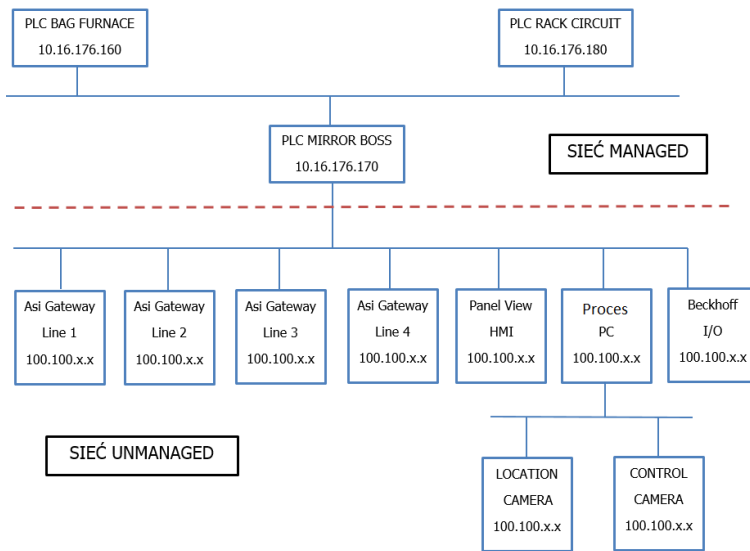 PLC BAG FURNACE
10.16.176.160
PLC RACK CIRCUIT
10.16.176.180
PLC MIRROR BOSS
10.16.176.170
SIEĆ MANAGED
Asi Gateway
Line 1
100.100.x.x
Asi Gateway
Line 2
100.100.x.x
Asi Gateway
Line 3
100.100.x.x
Asi Gateway
Line 4
100.100.x.x
Panel View
HMI
100.100.x.x
Proces
PC
100.100.x.x
Beckhoff
I/O
100.100.x.x
SIEĆ UNMANAGED
LOCATION
CAMERA
100.100.x.x
CONTROL
CAMERA
100.100.x.x